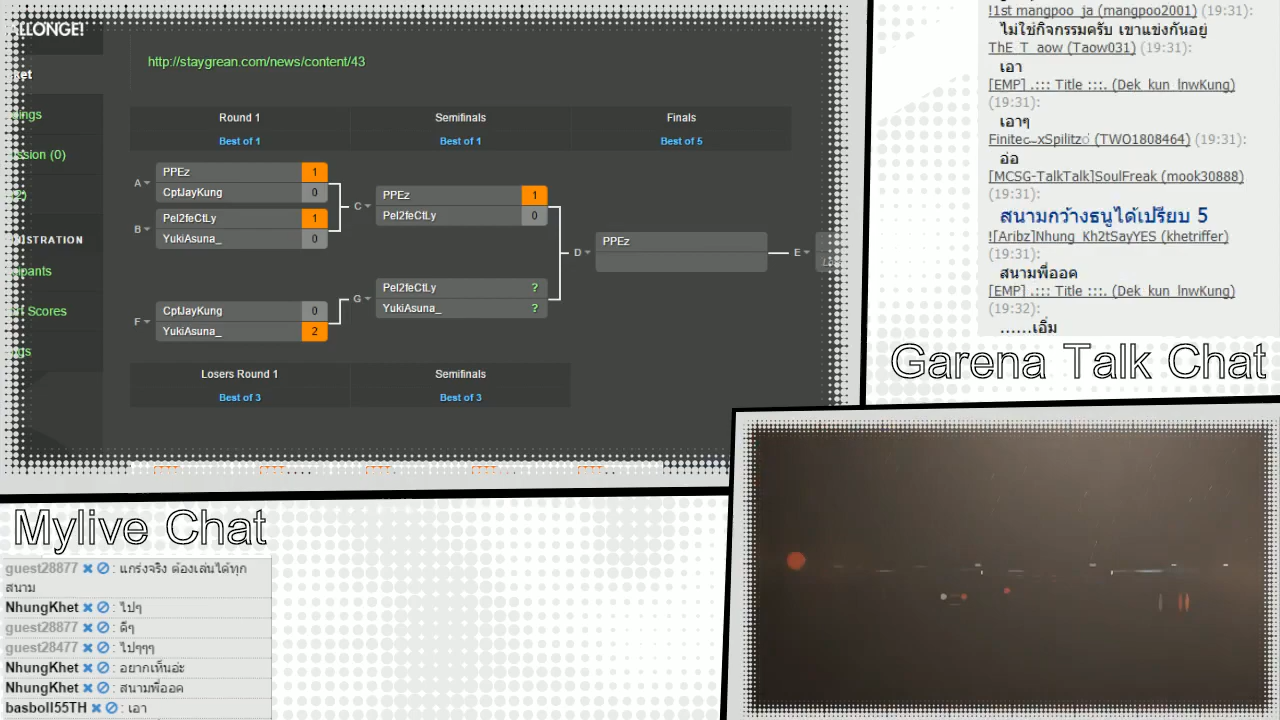 LLONGE!
http://staygrean.com/news/content/43
et
ings
ssion (0)
ISTRATION
ipants
rt Scores
gs
Round 1
Semifinals
Finals
Best of 1
Best of 1
Best of 5
A
PPEz 1
CptJayKung 0
B
Pel2feCtLy 1
YukiAsuna_ 0
C
PPEz 1
Pel2feCtLy 0
D
PPEz
E
F
CptJayKung 0
YukiAsuna_ 2
G
Pel2feCtLy ?
YukiAsuna_ ?
Losers Round 1
Semifinals
Best of 3
Best of 3
!1st mangpoo_ja (mangpoo2001) (19:31):
ไม่ใช่กิจกรรมครับ เขาแข่งกันอยู่
ThE_T_aow (Taow031) (19:31):
เอา
[EMP] .::: Title :::. (Dek_kun_lnwKung)
(19:31):
เอาๆ
(TWO1808464) (19:31):
อ่อ
[MCSG-TalkTalk]SoulFreak (mook30888)
(19:31):
สนามกว้างธนูได้เปรียบ 5
![Aribz]Nhung_Kh2tSayYES (khetriffer)
(19:31):
สนามพี่ออค
[EMP] .::: Title :::. (Dek_kun_lnwKung)
(19:32):
......เอิ่ม
Garena Talk Chat
Mylive Chat
guest28877 : แกร่งจริง ต้องเล่นได้ทุก
สนาม
NhungKhet : ไปๆ
guest28877 : ดีๆ
guest28477 : ไปๆๆๆ
NhungKhet : อยากเห็นอ่ะ
NhungKhet : สนามพี่ออค
basboll55TH : เอา